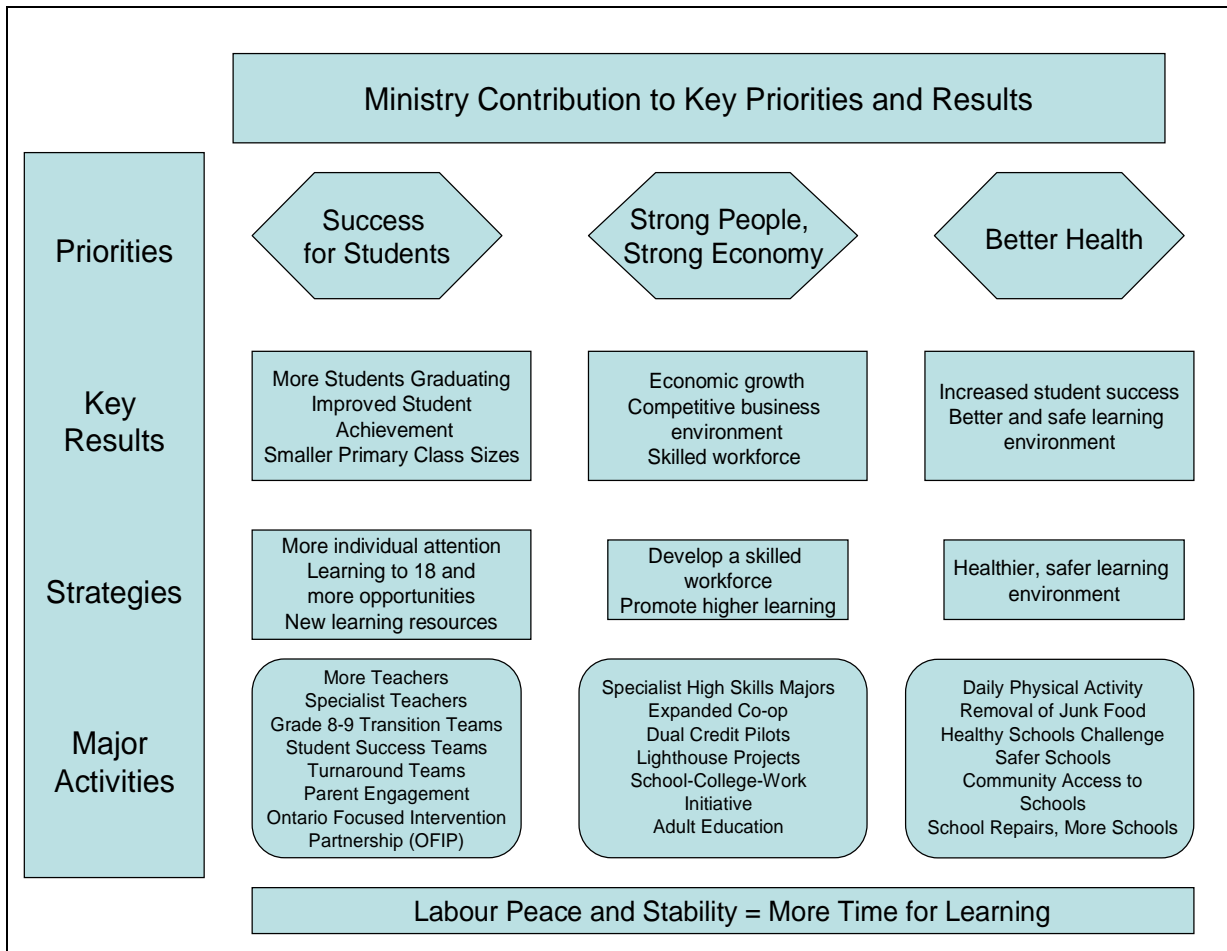 Ministry Contribution to Key Priorities and Results
Priorities
Success
for Students
Strong People,
Strong Economy
Better Health
Key
Results
More Students Graduating
Improved Student
Achievement
Smaller Primary Class Sizes
Economic growth
Competitive business
environment
Skilled workforce
Increased student success
Better and safe learning
environment
Strategies
More individual attention
Learning to 18 and
more opportunities
New learning resources
Develop a skilled
workforce
Promote higher learning
Healthier, safer learning
environment
Major
Activities
More Teachers
Specialist Teachers
Grade 8-9 Transition Teams
Student Success Teams
Turnaround Teams
Parent Engagement
Ontario Focused Intervention
Partnership (OFIP)
Specialist High Skills Majors
Expanded Co-op
Dual Credit Pilots
Lighthouse Projects
School-College-Work
Initiative
Adult Education
Daily Physical Activity
Removal of Junk Food
Healthy Schools Challenge
Safer Schools
Community Access to
Schools
School Repairs, More Schools
Labour Peace and Stability = More Time for Learning